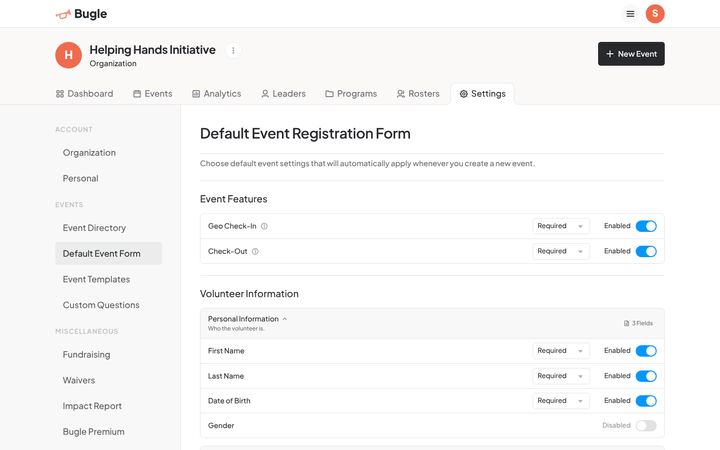 Bugle
S
H
Helping Hands Initiative
Organization
New Event
Dashboard
Events
Analytics
Leaders
Programs
Rosters
Settings
ACCOUNT
Organization
Personal
EVENTS
Event Directory
Default Event Form
Event Templates
Custom Questions
MISCELLANEOUS
Fundraising
Waivers
Impact Report
Bugle Premium
Default Event Registration Form
Choose default event settings that will automatically apply whenever you create a new event.
Event Features
Geo Check-In Required Enabled
Check-Out Required Enabled
Volunteer Information
Personal Information 3 Fields
Who the volunteer is.
First Name Required Enabled
Last Name Required Enabled
Date of Birth Required Enabled
Gender Disabled